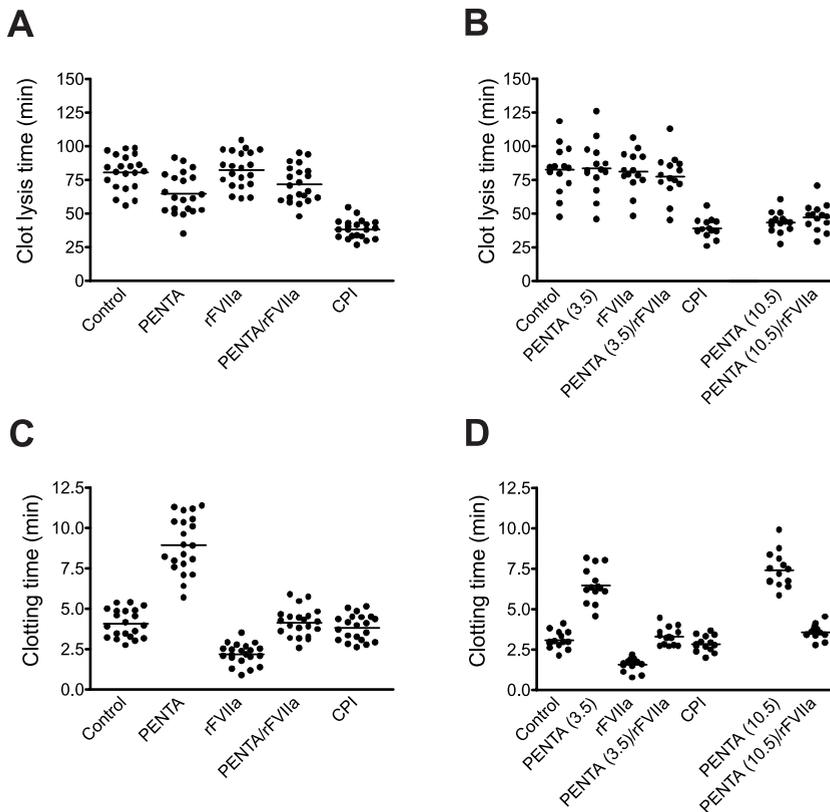 A
Clot lysis time (min)
150
125
100
75
50
25
0
Control
PENTA
rFVIIa
PENTA/rFVIIa
CPI
B
Clot lysis time (min)
150
125
100
75
50
25
0
Control
PENTA (3.5)
rFVIIa
PENTA (3.5)/rFVIIa
CPI
PENTA (10.5)
PENTA (10.5)/rFVIIa
C
Clotting time (min)
12.5
10.0
7.5
5.0
2.5
0.0
Control
PENTA
rFVIIa
PENTA/rFVIIa
CPI
D
Clotting time (min)
12.5
10.0
7.5
5.0
2.5
0.0
Control
PENTA (3.5)
rFVIIa
PENTA (3.5)/rFVIIa
CPI
PENTA (10.5)
PENTA (10.5)/rFVIIa